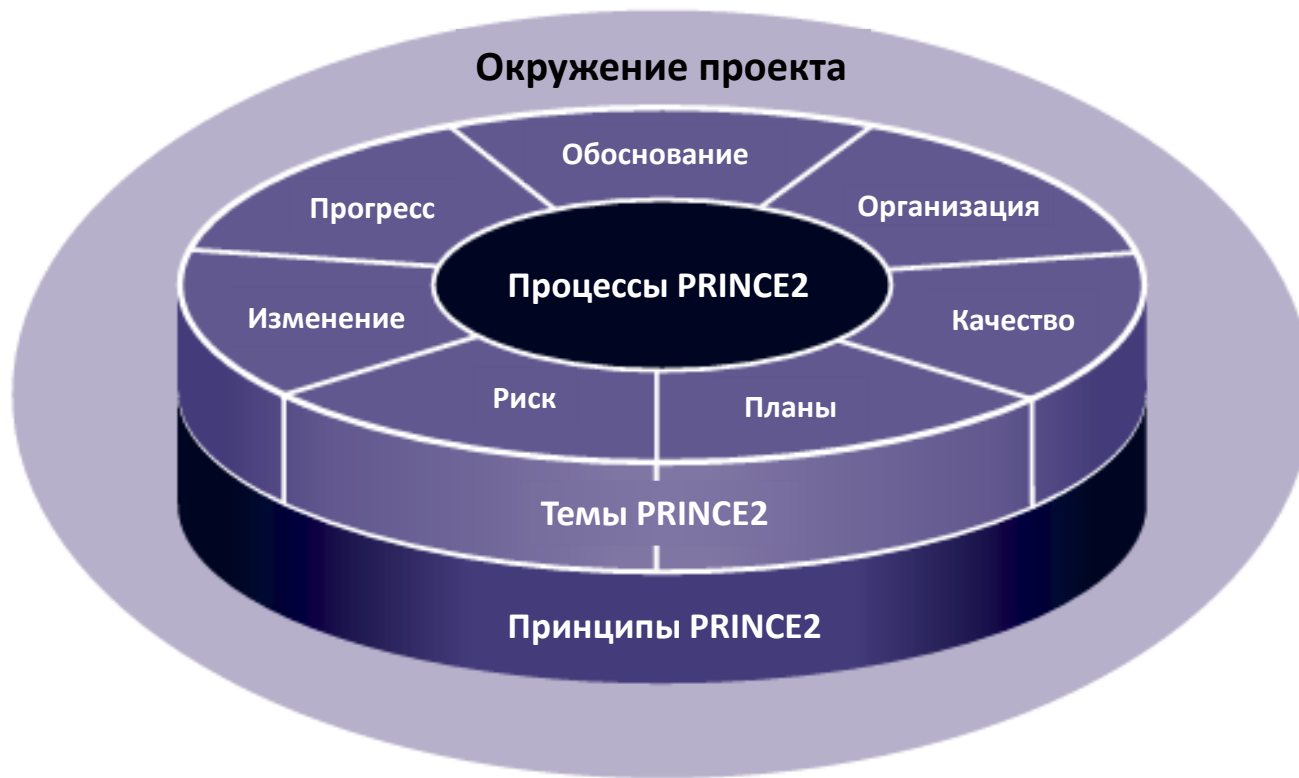 Окружение проекта
Обоснование
Прогресс
Организация
Процессы PRINCE2
Изменение
Качество
Риск
Планы
Темы PRINCE2
Принципы PRINCE2